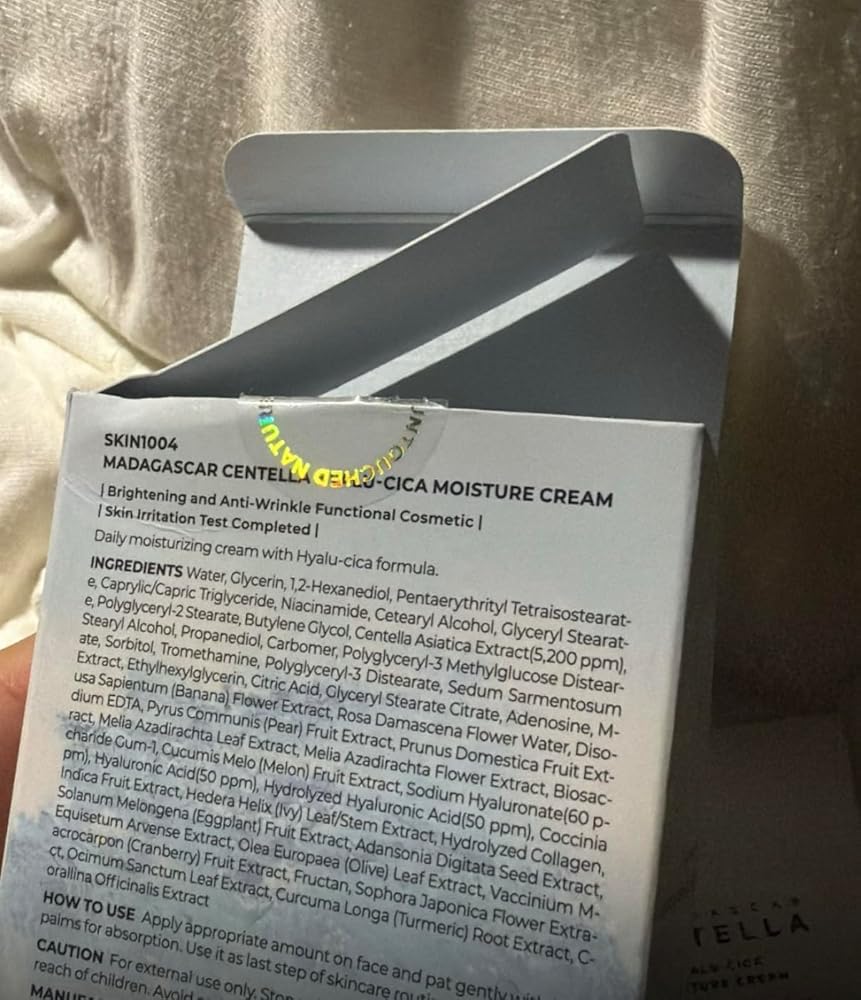 SKIN1004
MADAGASCAR CENTELLA HYALU-CICA MOISTURE CREAM
UNTOUCHED NATURE
| Brightening and Anti-Wrinkle Functional Cosmetic |
| Skin Irritation Test Completed |
Daily moisturizing cream with Hyalu-cica formula.
INGREDIENTS Water, Glycerin, 1,2-Hexanediol, Pentaerythrityl Tetraisostearat-
e, Caprylic/Capric Triglyceride, Niacinamide, Cetearyl Alcohol, Glyceryl Stearat-
e, Polyglyceryl-2 Stearate, Butylene Glycol, Centella Asiatica Extract(5,200 ppm),
Stearyl Alcohol, Propanediol, Carbomer, Polyglyceryl-3 Methylglucose Distear-
ate, Sorbitol, Tromethamine, Polyglyceryl-3 Distearate, Sedum Sarmentosum
Extract, Ethylhexylglycerin, Citric Acid, Glyceryl Stearate Citrate, Adenosine, M-
usa Sapientum (Banana) Flower Extract, Rosa Damascena Flower Water, Diso-
dium EDTA, Pyrus Communis (Pear) Fruit Extract, Prunus Domestica Fruit Ext-
ract, Melia Azadirachta Leaf Extract, Melia Azadirachta Flower Extract, Biosac-
charide Gum-1, Cucumis Melo (Melon) Fruit Extract, Sodium Hyaluronate(60 p-
pm), Hyaluronic Acid(50 ppm), Hydrolyzed Hyaluronic Acid(50 ppm), Coccinia
Indica Fruit Extract, Hedera Helix (Ivy) Leaf/Stem Extract, Hydrolyzed Collagen,
Solanum Melongena (Eggplant) Fruit Extract, Adansonia Digitata Seed Extract,
Equisetum Arvense Extract, Olea Europaea (Olive) Leaf Extract, Vaccinium M-
acrocarpon (Cranberry) Fruit Extract, Fructan, Sophora Japonica Flower Extra-
ct, Ocimum Sanctum Leaf Extract, Curcuma Longa (Turmeric) Root Extract, C-
orallina Officinalis Extract
HOW TO USE Apply appropriate amount on face and pat gently with
palms for absorption. Use it as last step of skincare
CAUTION For external use only.
reach of children. Avoid
TELLA
CICA
CREAM